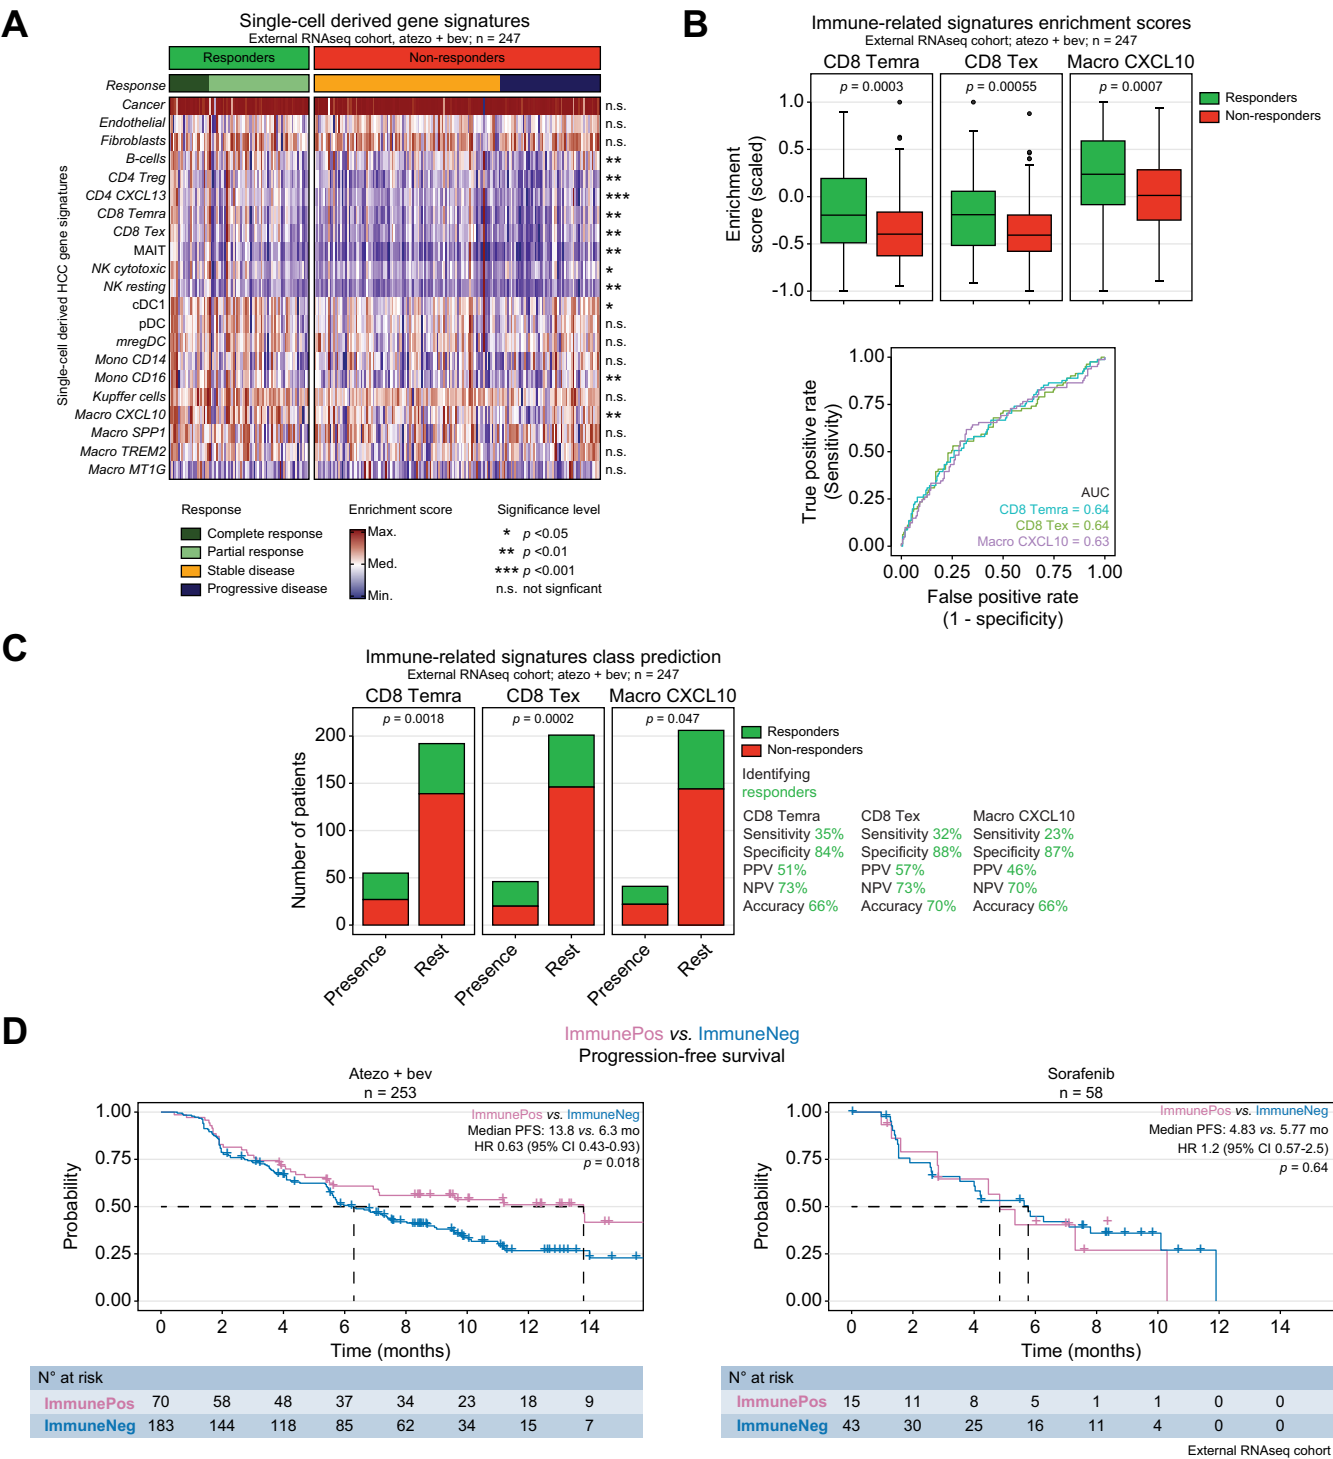 A
Single-cell derived gene signatures
External RNAseq cohort, atezo + bev; n = 247
Responders
Non-responders
Response
Single-cell derived HCC gene signatures
Cancer n.s.
Endothelial n.s.
Fibroblasts n.s.
B-cells **
CD4 Treg **
CD4 CXCL13 ***
CD8 Temra **
CD8 Tex **
MAIT **
NK cytotoxic *
NK resting **
cDC1 *
pDC n.s.
mregDC n.s.
Mono CD14 n.s.
Mono CD16 **
Kupffer cells n.s.
Macro CXCL10 **
Macro SPP1 n.s.
Macro TREM2 n.s.
Macro MT1G n.s.
Response
Complete response
Partial response
Stable disease
Progressive disease
Enrichment score
Max.
Med.
Min.
Significance level
* p <0.05
** p <0.01
*** p <0.001
n.s. not signficant
B
Immune-related signatures enrichment scores
External RNAseq cohort; atezo + bev; n = 247
CD8 Temra CD8 Tex Macro CXCL10
p = 0.0003 p = 0.00055 p = 0.0007
Responders
Non-responders
Enrichment
score (scaled)
1.0
0.5
0.0
-0.5
-1.0
True positive rate
(Sensitivity)
1.00
0.75
0.50
0.25
0.00
AUC
CD8 Temra = 0.64
CD8 Tex = 0.64
Macro CXCL10 = 0.63
0.00 0.25 0.50 0.75 1.00
False positive rate
(1 - specificity)
C
Immune-related signatures class prediction
External RNAseq cohort; atezo + bev; n = 247
CD8 Temra CD8 Tex Macro CXCL10
p = 0.0018 p = 0.0002 p = 0.047
Number of patients
200
150
100
50
0
Presence Rest Presence Rest Presence Rest
Responders
Non-responders
Identifying
responders
CD8 Temra CD8 Tex Macro CXCL10
Sensitivity 35% Sensitivity 32% Sensitivity 23%
Specificity 84% Specificity 88% Specificity 87%
PPV 51% PPV 57% PPV 46%
NPV 73% NPV 73% NPV 70%
Accuracy 66% Accuracy 70% Accuracy 66%
D
ImmunePos vs. ImmuneNeg
Progression-free survival
Atezo + bev
n = 253
ImmunePos vs. ImmuneNeg
Median PFS: 13.8 vs. 6.3 mo
HR 0.63 (95% CI 0.43-0.93)
p = 0.018
Probability
1.00
0.75
0.50
0.25
0.00
0 2 4 6 8 10 12 14
Time (months)
N° at risk
ImmunePos 70 58 48 37 34 23 18 9
ImmuneNeg 183 144 118 85 62 34 15 7
Sorafenib
n = 58
ImmunePos vs. ImmuneNeg
Median PFS: 4.83 vs. 5.77 mo
HR 1.2 (95% CI 0.57-2.5)
p = 0.64
Probability
1.00
0.75
0.50
0.25
0.00
0 2 4 6 8 10 12 14
Time (months)
N° at risk
ImmunePos 15 11 8 5 1 1 0 0
ImmuneNeg 43 30 25 16 11 4 0 0
External RNAseq cohort